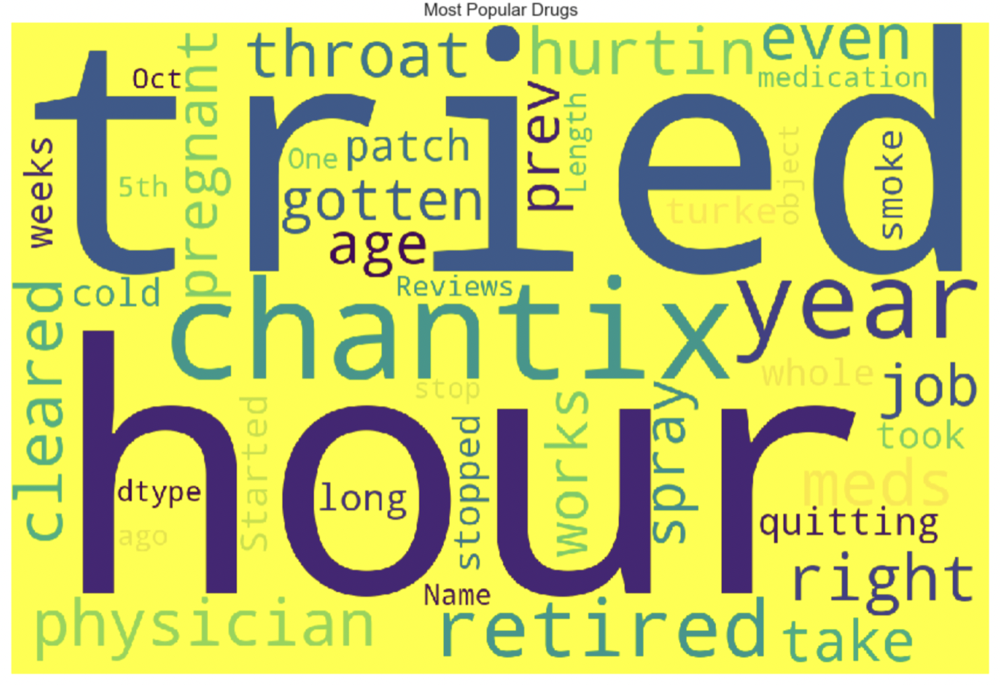 Most Popular Drugs
tried
hour
chantix
year
throat
hurtin
even
medication
Oct
pregnant
prev
Length
object
smoke
weeks
5th
One
patch
gotten
turke
age
Reviews
cold
cleared
whole
job
stop
Started
stopped
works
spray
took
meds
dtype
long
ago
quitting
right
Name
physician
retired
take